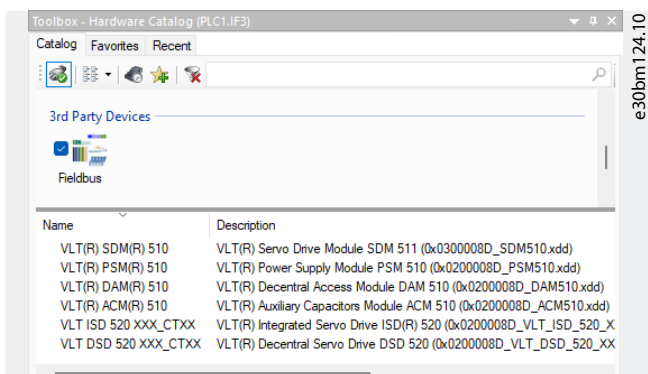 Toolbox - Hardware Catalog (PLC1.IF3)
Catalog Favorites Recent
3rd Party Devices
Fieldbus
Name Description
VLT(R) SDM(R) 510 VLT(R) Servo Drive Module SDM 511 (0x0300008D_SDM510.xdd)
VLT(R) PSM(R) 510 VLT(R) Power Supply Module PSM 510 (0x0200008D_PSM510.xdd)
VLT(R) DAM(R) 510 VLT(R) Decentral Access Module DAM 510 (0x0200008D_DAM510.xdd)
VLT(R) ACM(R) 510 VLT(R) Auxiliary Capacitors Module ACM 510 (0x0200008D_ACM510.xdd)
VLT ISD 520 XXX_CTXX VLT(R) Integrated Servo Drive ISD(R) 520 (0x0200008D_VLT_ISD_520_X
VLT DSD 520 XXX_CTXX VLT(R) Decentral Servo Drive DSD 520 (0x0200008D_VLT_DSD_520_XX
e30bm124.10